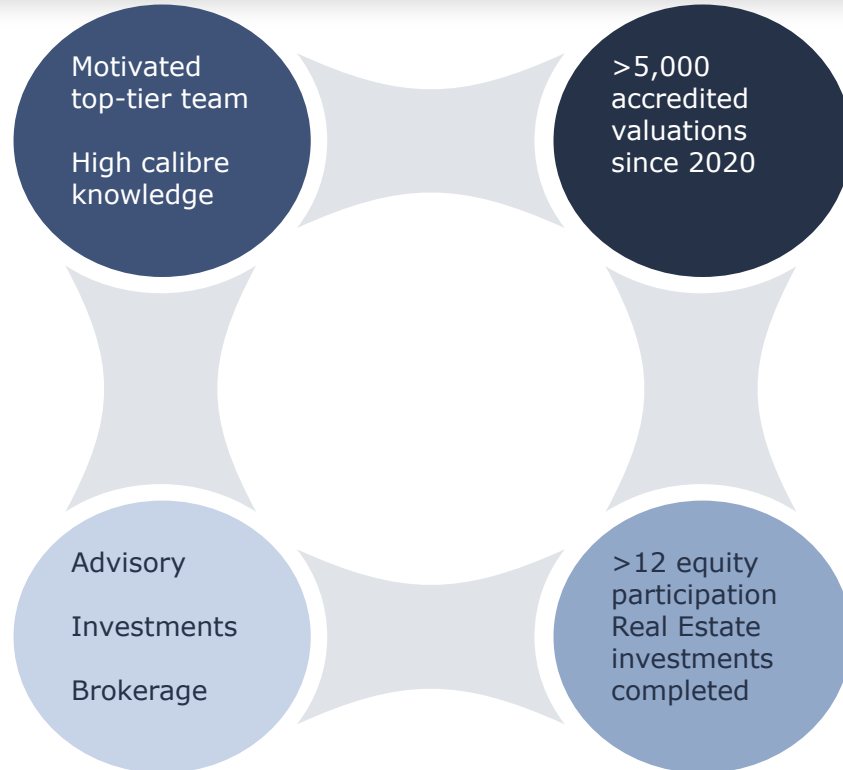 Motivated
top-tier team
High calibre
knowledge
>5,000
accredited
valuations
since 2020
Advisory
Investments
Brokerage
>12 equity
participation
Real Estate
investments
completed